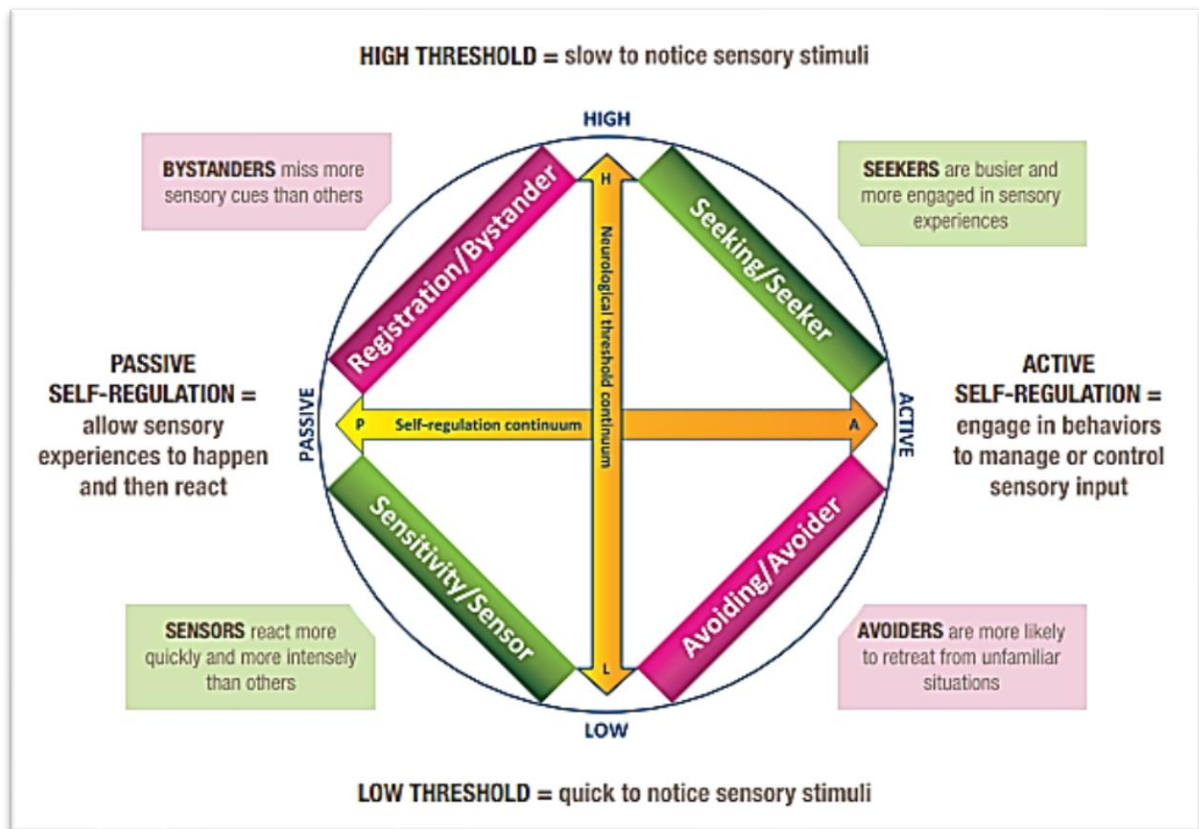 HIGH THRESHOLD = slow to notice sensory stimuli
HIGH
BYSTANDERS miss more
sensory cues than others
SEEKERS are busier and
more engaged in sensory
experiences
Registration/Bystander
H
Neurological threshold continuum
Seeking/Seeker
PASSIVE
SELF-REGULATION =
allow sensory
experiences to happen
and then react
PASSIVE
P
Self-regulation continuum
A
ACTIVE
ACTIVE
SELF-REGULATION =
engage in behaviors
to manage or control
sensory input
Sensitivity/Sensor
L
Avoiding/Avoider
SENSORS react more
quickly and more intensely
than others
AVOIDERS are more likely
to retreat from unfamiliar
situations
LOW
LOW THRESHOLD = quick to notice sensory stimuli